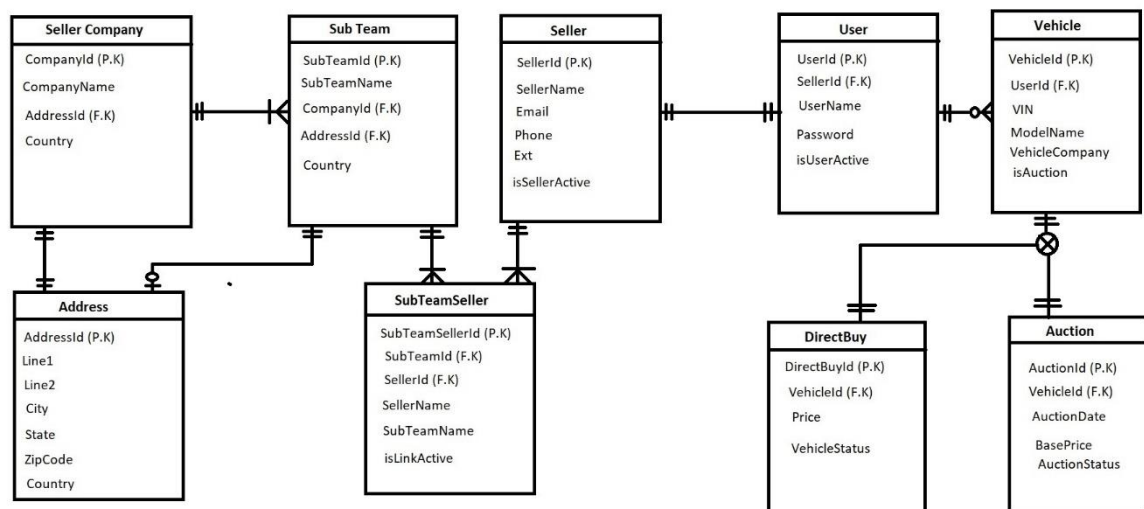 Seller Company
CompanyId (P.K)
CompanyName
AddressId (F.K)
Country
Sub Team
SubTeamId (P.K)
SubTeamName
CompanyId (F.K)
AddressId (F.K)
Country
Seller
SellerId (P.K)
SellerName
Email
Phone
Ext
isSellerActive
User
UserId (P.K)
SellerId (F.K)
UserName
Password
isUserActive
Vehicle
VehicleId (P.K)
UserId (F.K)
VIN
ModelName
VehicleCompany
isAuction
Address
AddressId (P.K)
Line1
Line2
City
State
ZipCode
Country
SubTeamSeller
SubTeamSellerId (P.K)
SubTeamId (F.K)
SellerId (F.K)
SellerName
SubTeamName
isLinkActive
DirectBuy
DirectBuyId (P.K)
VehicleId (F.K)
Price
VehicleStatus
Auction
AuctionId (P.K)
VehicleId (F.K)
AuctionDate
BasePrice
AuctionStatus